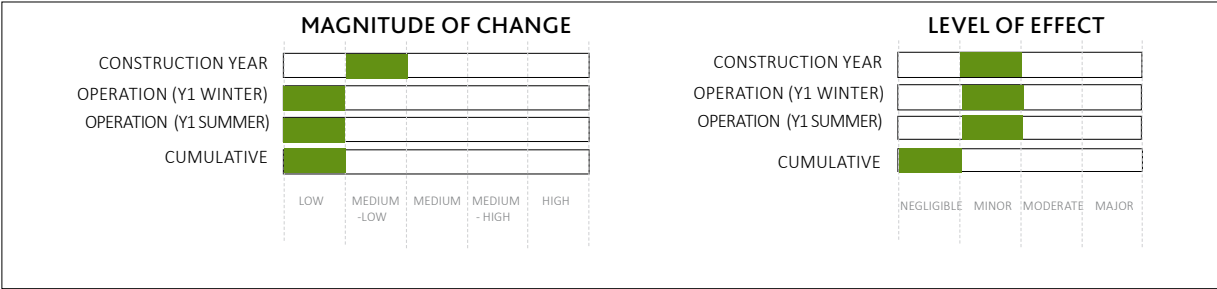 MAGNITUDE OF CHANGE
CONSTRUCTION YEAR
OPERATION (Y1 WINTER)
OPERATION (Y1 SUMMER)
CUMULATIVE
LOW
MEDIUM
-LOW
MEDIUM
MEDIUM
- HIGH
HIGH
LEVEL OF EFFECT
CONSTRUCTION YEAR
OPERATION (Y1 WINTER)
OPERATION (Y1 SUMMER)
CUMULATIVE
NEGLIGIBLE
MINOR
MODERATE
MAJOR